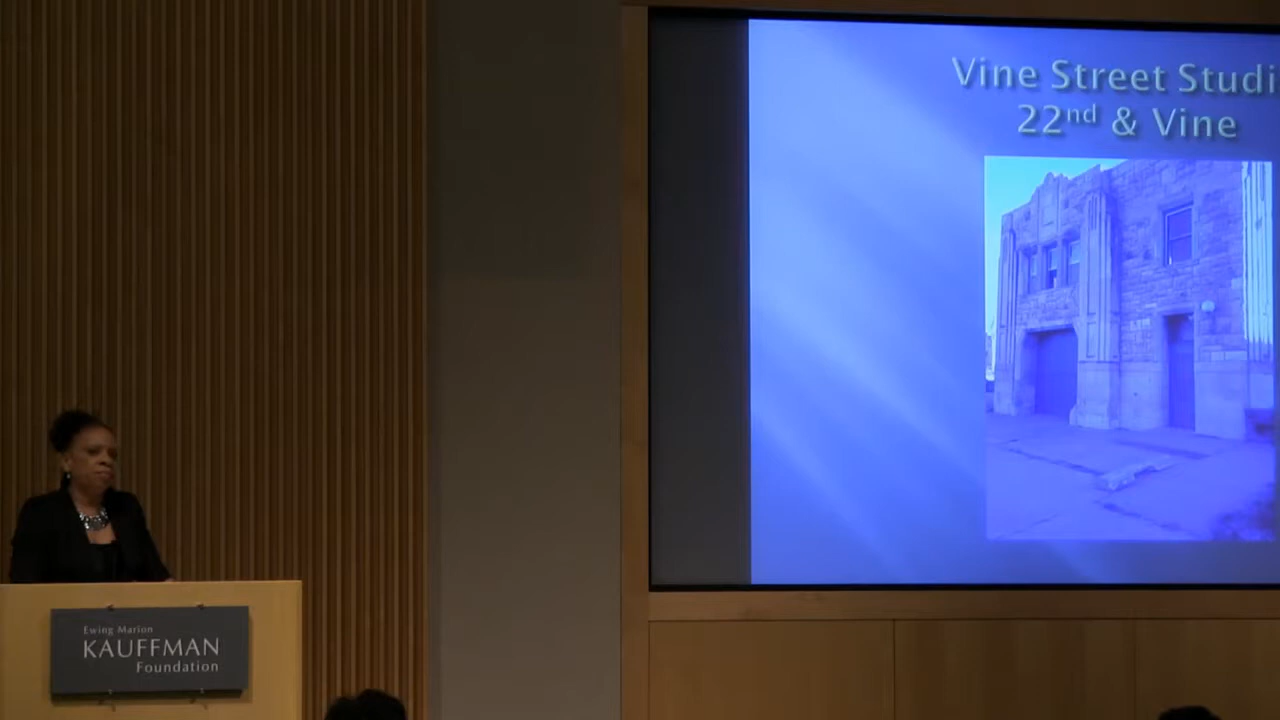 Vine Street Studi
22nd & Vine
Ewing Marion
KAUFFMAN
Foundation